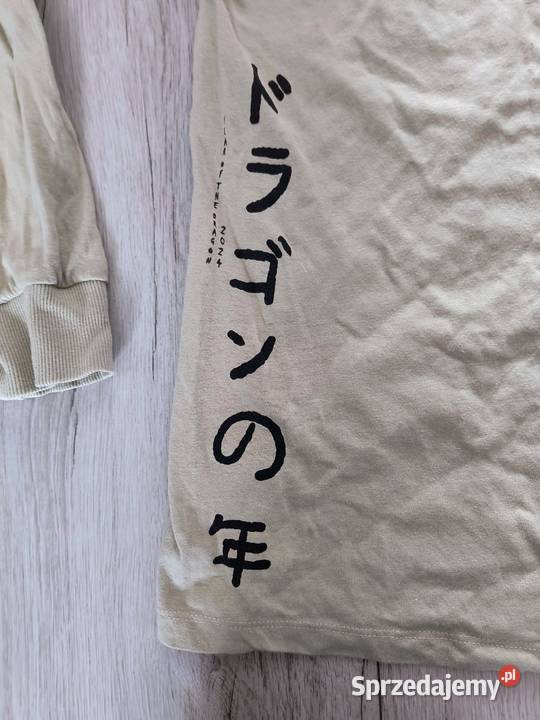 ドラゴンの年
YEAR OF THE DRAGON
2024
Sprzedajemy.pl